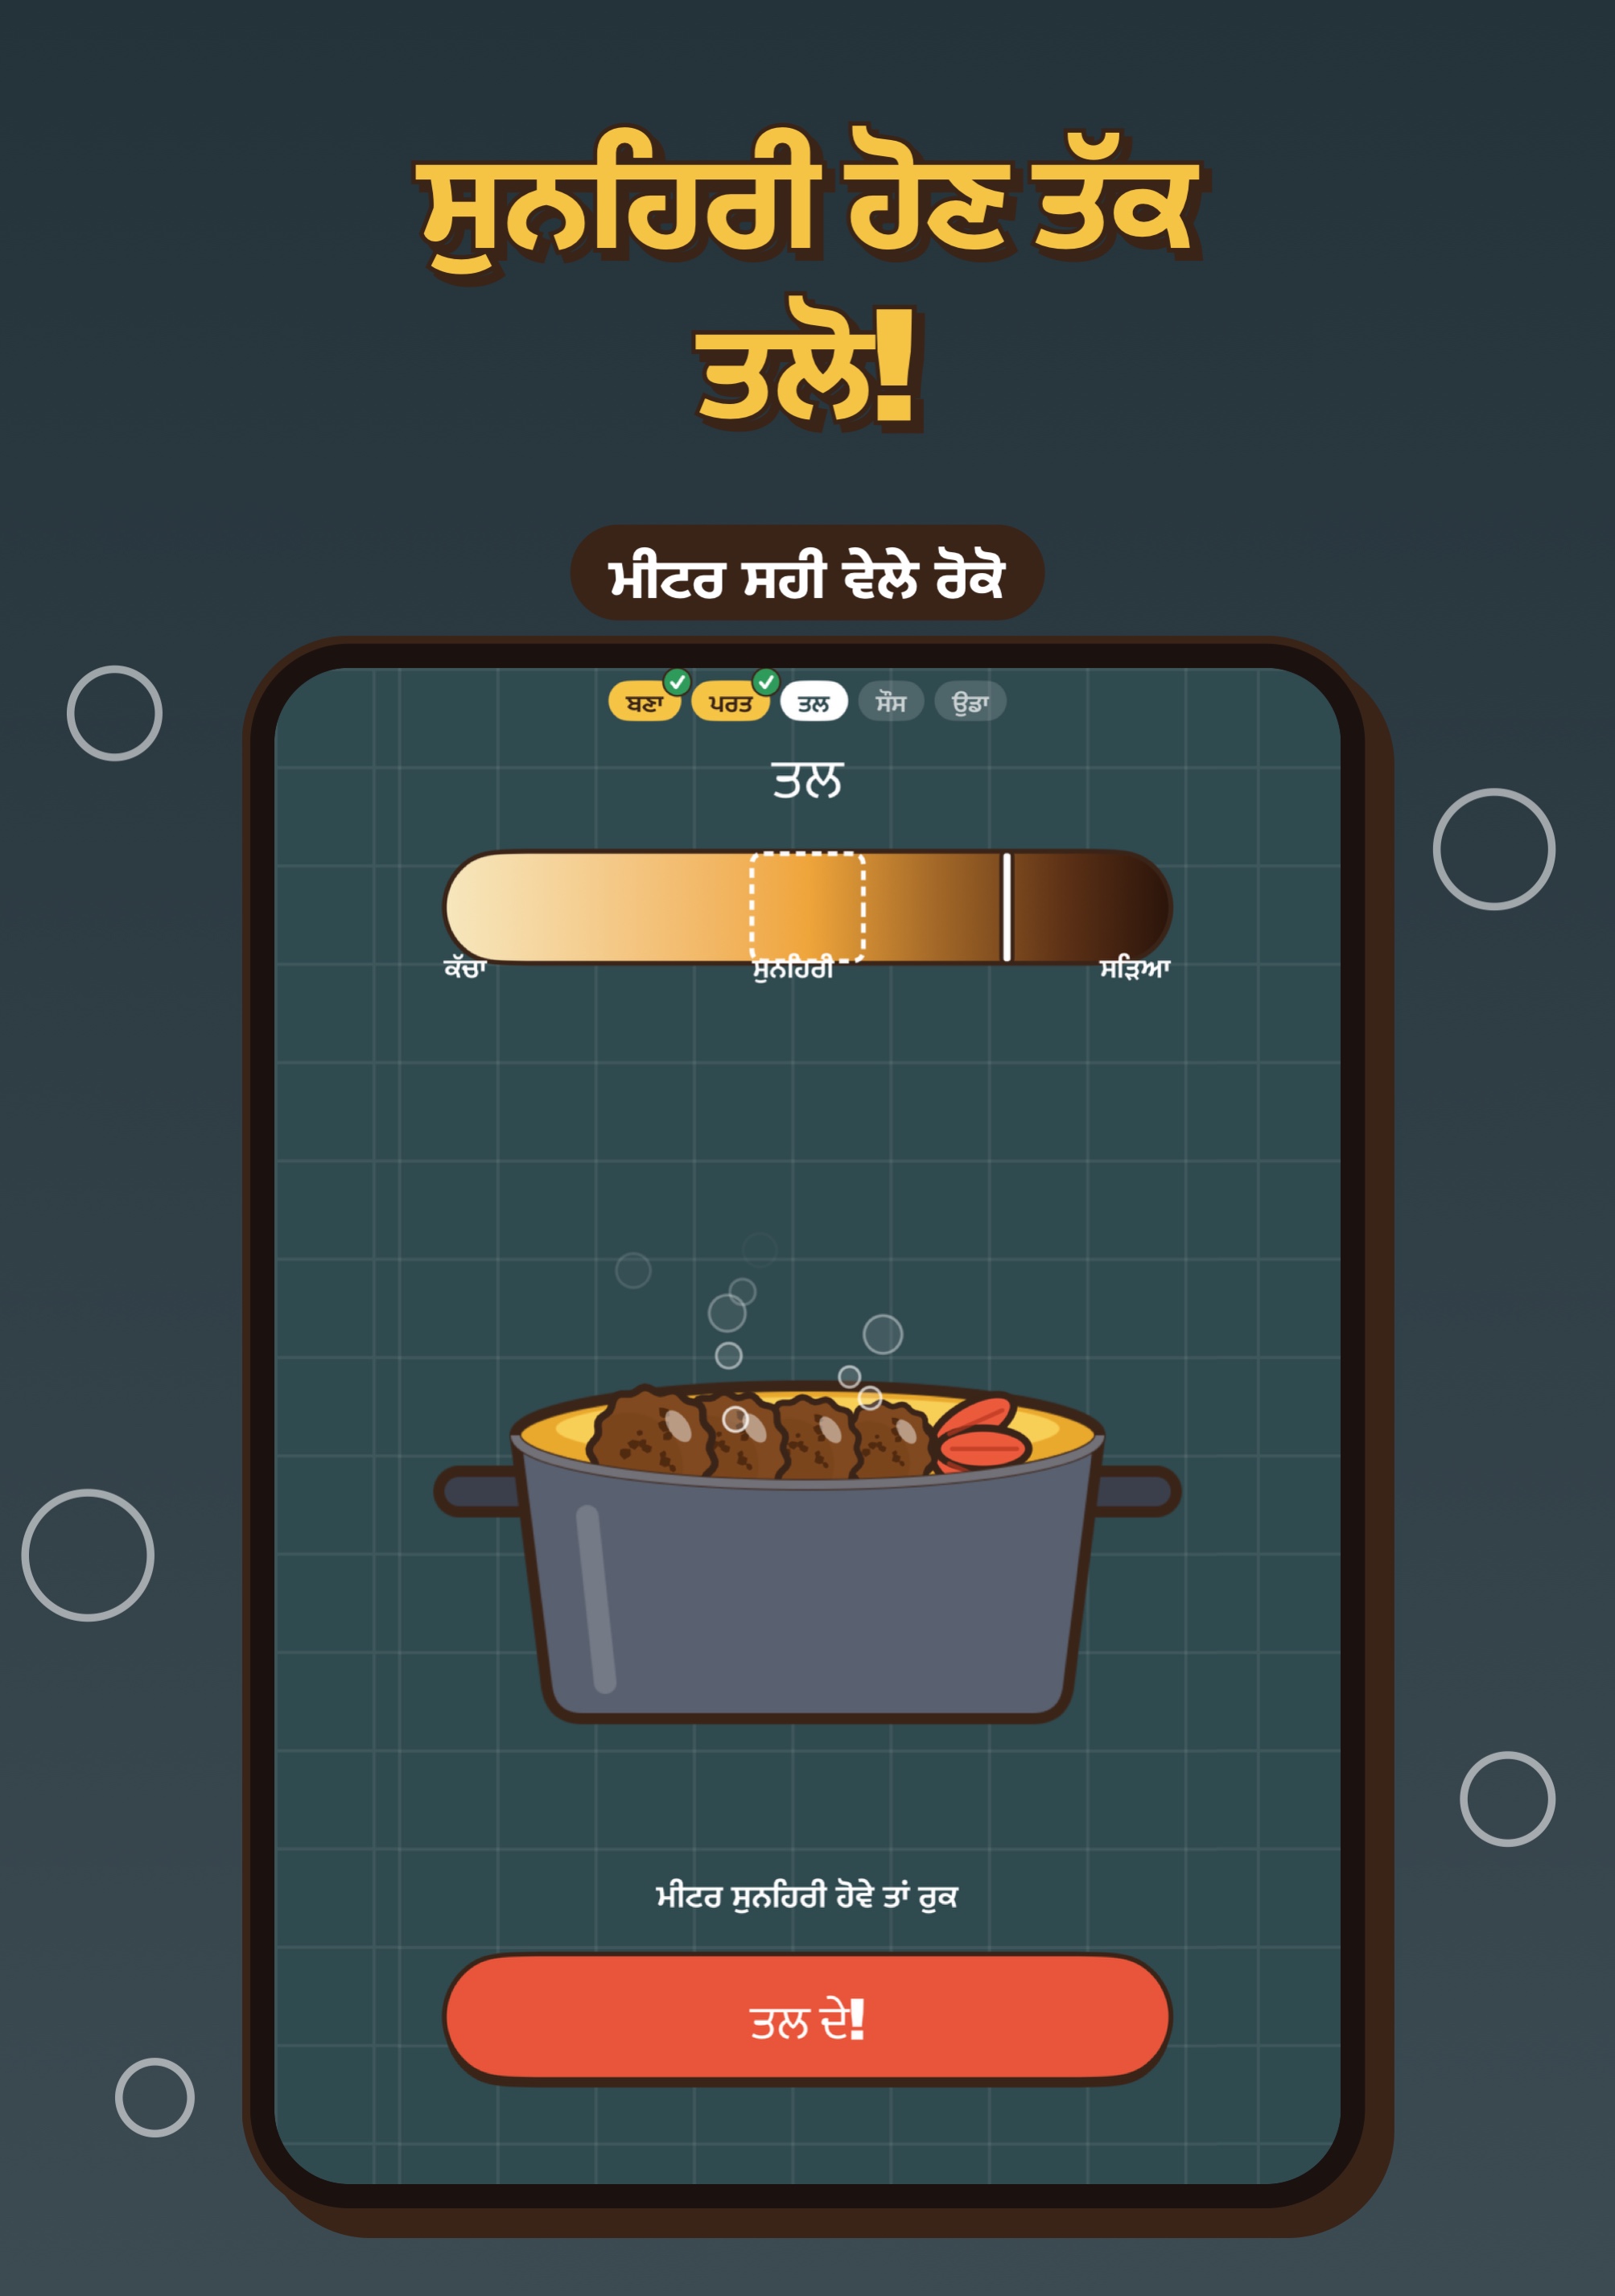 ਸੁਨਹਿਰੀ ਹੋਣ ਤੱਕ
ਤਲੋ!
ਮੀਟਰ ਸਹੀ ਵੇਲੇ ਰੋਕੋ
ਬਣਾ ਪਰਤ ਤਲ ਸੌਸ ਉਡਾ
ਤਲ
ਕੱਚਾ ਸੁਨਹਿਰੀ ਸੜਿਆ
ਮੀਟਰ ਸੁਨਹਿਰੀ ਹੋਵੇ ਤਾਂ ਰੁਕ
ਤਲ ਦੇ!